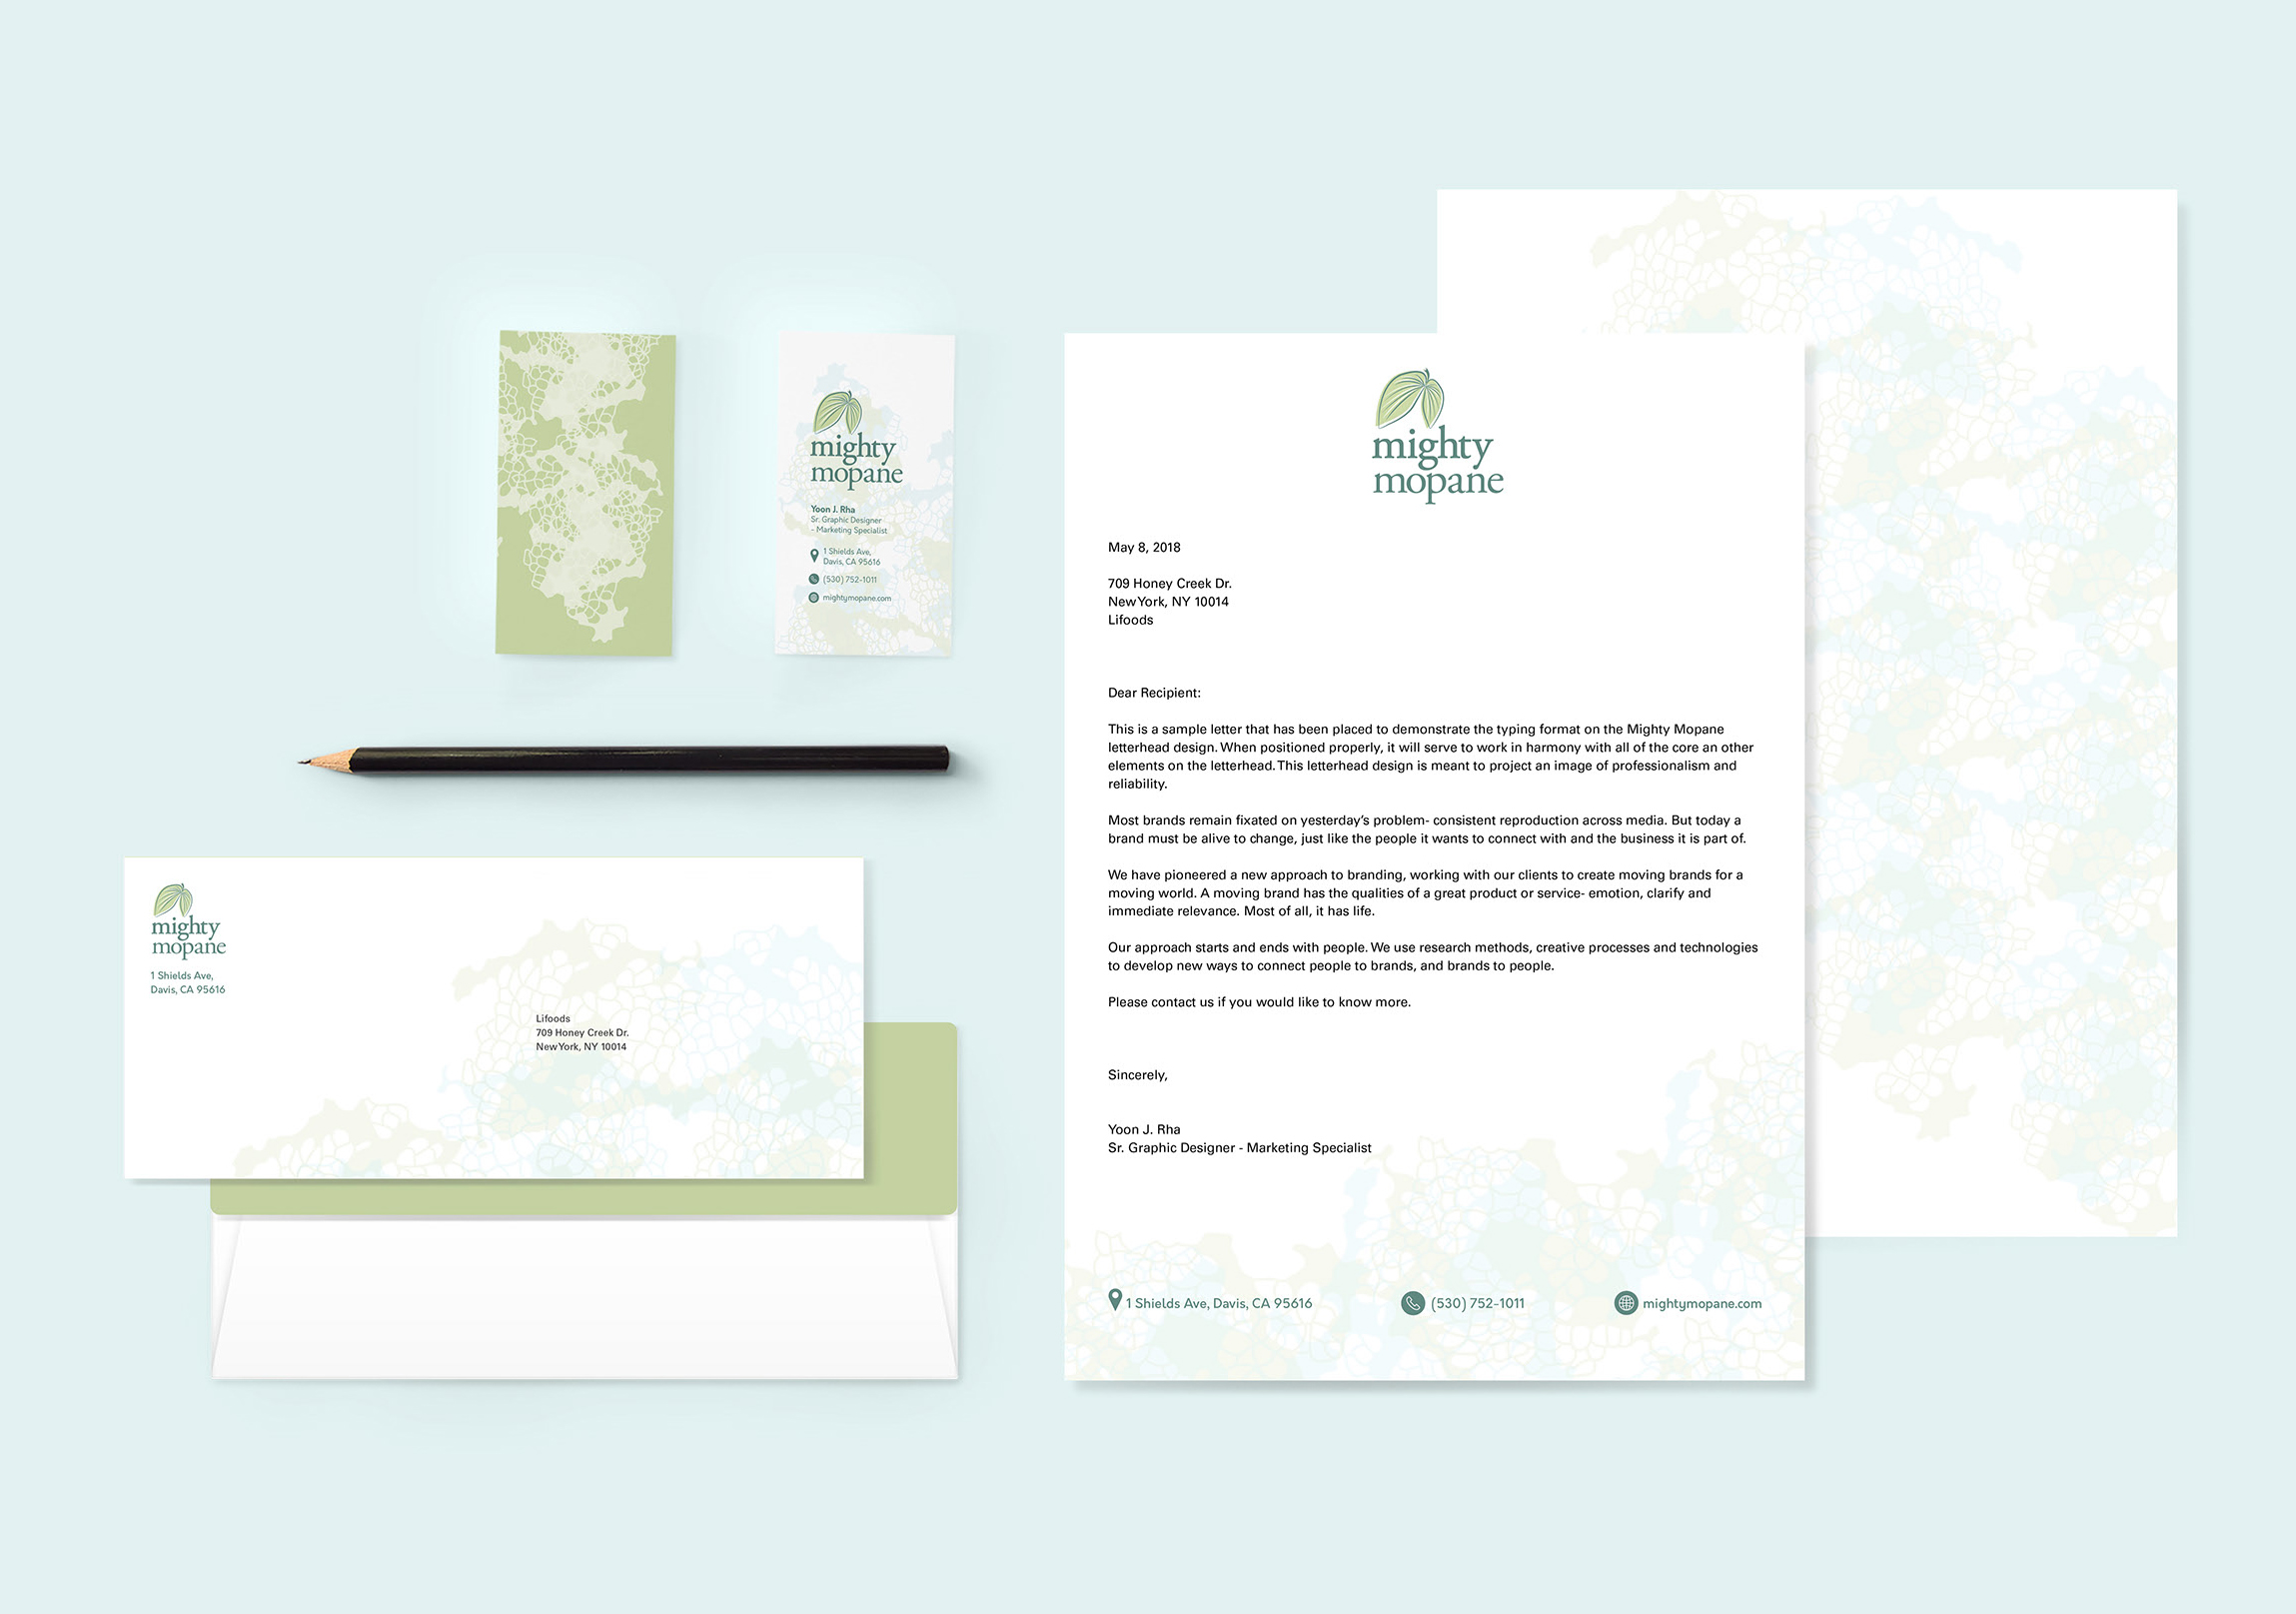 mighty
mopane
Yoon J. Rha
Sr. Graphic Designer
- Marketing Specialist
1 Shields Ave,
Davis, CA 95616
(530) 752-1011
mightymopane.com
mighty
mopane
1 Shields Ave,
Davis, CA 95616
Lifoods
709 Honey Creek Dr.
New York, NY 10014
mighty
mopane
May 8, 2018
709 Honey Creek Dr.
New York, NY 10014
Lifoods
Dear Recipient:
This is a sample letter that has been placed to demonstrate the typing format on the Mighty Mopane
letterhead design. When positioned properly, it will serve to work in harmony with all of the core an other
elements on the letterhead. This letterhead design is meant to project an image of professionalism and
reliability.
Most brands remain fixated on yesterday’s problem- consistent reproduction across media. But today a
brand must be alive to change, just like the people it wants to connect with and the business it is part of.
We have pioneered a new approach to branding, working with our clients to create moving brands for a
moving world. A moving brand has the qualities of a great product or service- emotion, clarify and
immediate relevance. Most of all, it has life.
Our approach starts and ends with people. We use research methods, creative processes and technologies
to develop new ways to connect people to brands, and brands to people.
Please contact us if you would like to know more.
Sincerely,
Yoon J. Rha
Sr. Graphic Designer - Marketing Specialist
1 Shields Ave, Davis, CA 95616
(530) 752-1011
mightymopane.com